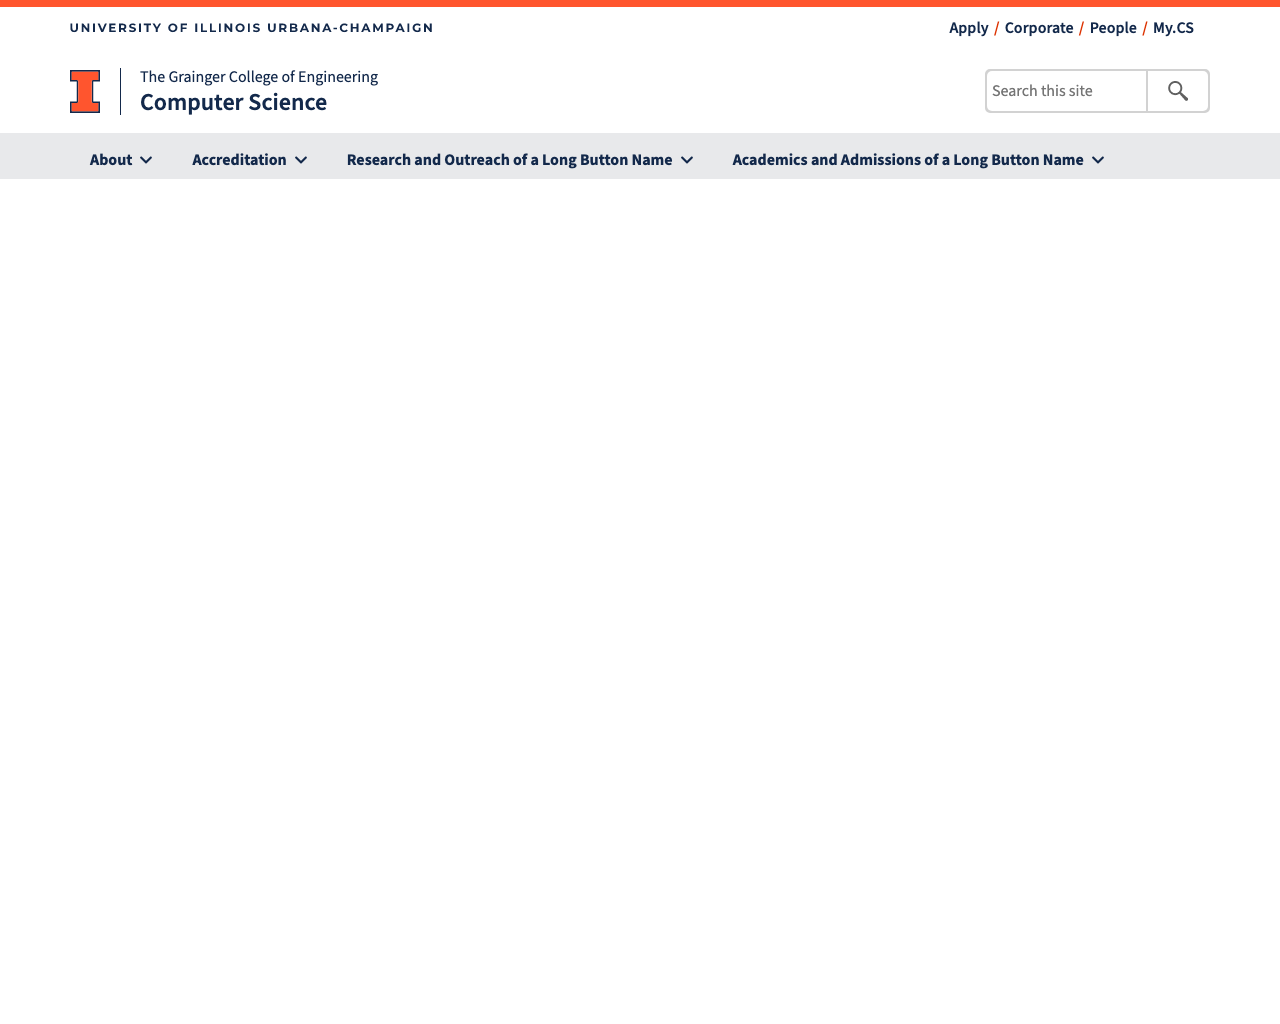 UNIVERSITY OF ILLINOIS URBANA-CHAMPAIGN
Apply / Corporate / People / My.CS
The Grainger College of Engineering
Computer Science
Search this site
About Accreditation Research and Outreach of a Long Button Name Academics and Admissions of a Long Button Name